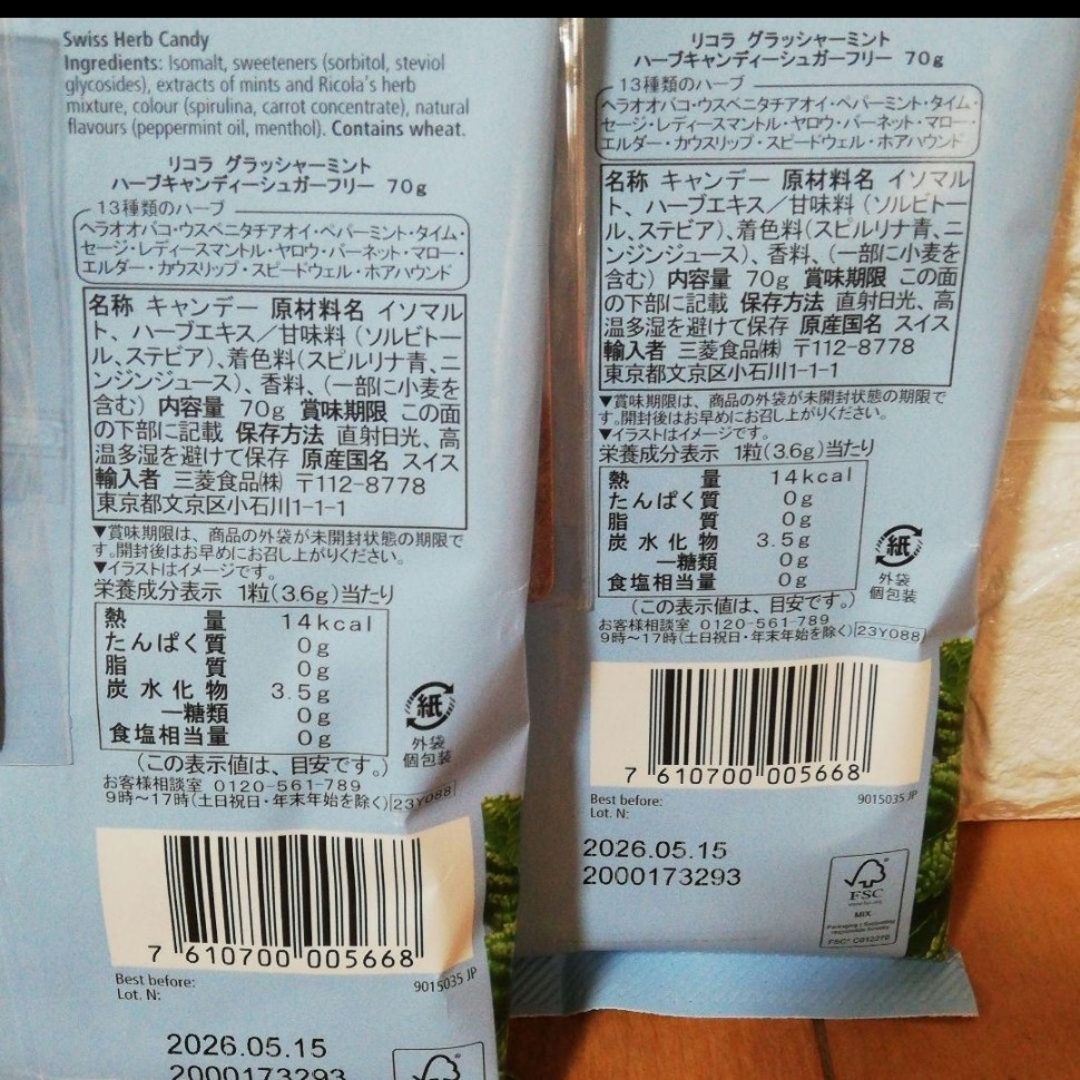 Swiss Herb Candy
Ingredients: Isomalt, sweeteners (sorbitol, steviol
glycosides), extracts of mints and Ricola's herb
mixture, colour (spirulina, carrot concentrate), natural
flavours (peppermint oil, menthol). Contains wheat.
リコラ グラッシャーミント
ハーブキャンディーシュガーフリー 70g
13種類のハーブ
ヘラオオバコ・ウスベニタチアオイ・ペパーミント・タイム・
セージ・レディースマントル・ヤロウ・バーネット・マロー・
エルダー・カウスリップ・スピードウェル・ホアハウンド
名称 キャンデー 原材料名 イソマル
ト、ハーブエキス／甘味料（ソルビトー
ル、ステビア）、着色料（スピルリナ青、ニ
ンジンジュース）、香料、（一部に小麦を
含む） 内容量 70g 賞味期限 この面
の下部に記載 保存方法 直射日光、高
温多湿を避けて保存 原産国名 スイス
輸入者 三菱食品㈱ 〒112-8778
東京都文京区小石川1-1-1
▼賞味期限は、商品の外袋が未開封状態の期限で
す。開封後はお早めにお召し上がりください。
▼イラストはイメージです。
栄養成分表示 1粒(3.6g)当たり
熱量 14kcal
たんぱく質 0g
脂質 0g
炭水化物 3.5g
―糖類 0g
食塩相当量 0g
（この表示値は、目安です。）
紙
外袋
個包装
お客様相談室 0120-561-789
9時～17時（土日祝日・年末年始を除く） 23Y088
7 610700 005668
Best before:
Lot. N:
9015035 JP
2026.05.15
2000173293
リコラ グラッシャーミント
ハーブキャンディーシュガーフリー 70g
13種類のハーブ
ヘラオオバコ・ウスベニタチアオイ・ペパーミント・タイム・
セージ・レディースマントル・ヤロウ・バーネット・マロー・
エルダー・カウスリップ・スピードウェル・ホアハウンド
名称 キャンデー 原材料名 イソマル
ト、ハーブエキス／甘味料（ソルビトー
ル、ステビア）、着色料（スピルリナ青、ニ
ンジンジュース）、香料、（一部に小麦を
含む） 内容量 70g 賞味期限 この面
の下部に記載 保存方法 直射日光、高
温多湿を避けて保存 原産国名 スイス
輸入者 三菱食品㈱ 〒112-8778
東京都文京区小石川1-1-1
▼賞味期限は、商品の外袋が未開封状態の期限で
す。開封後はお早めにお召し上がりください。
▼イラストはイメージです。
栄養成分表示 1粒(3.6g)当たり
熱量 14kcal
たんぱく質 0g
脂質 0g
炭水化物 3.5g
―糖類 0g
食塩相当量 0g
（この表示値は、目安です。）
紙
外袋
個包装
お客様相談室 0120-561-789
9時～17時（土日祝日・年末年始を除く） 23Y088
7 610700 005668
Best before:
Lot. N:
9015035 JP
2026.05.15
2000173293
FSC
MIX